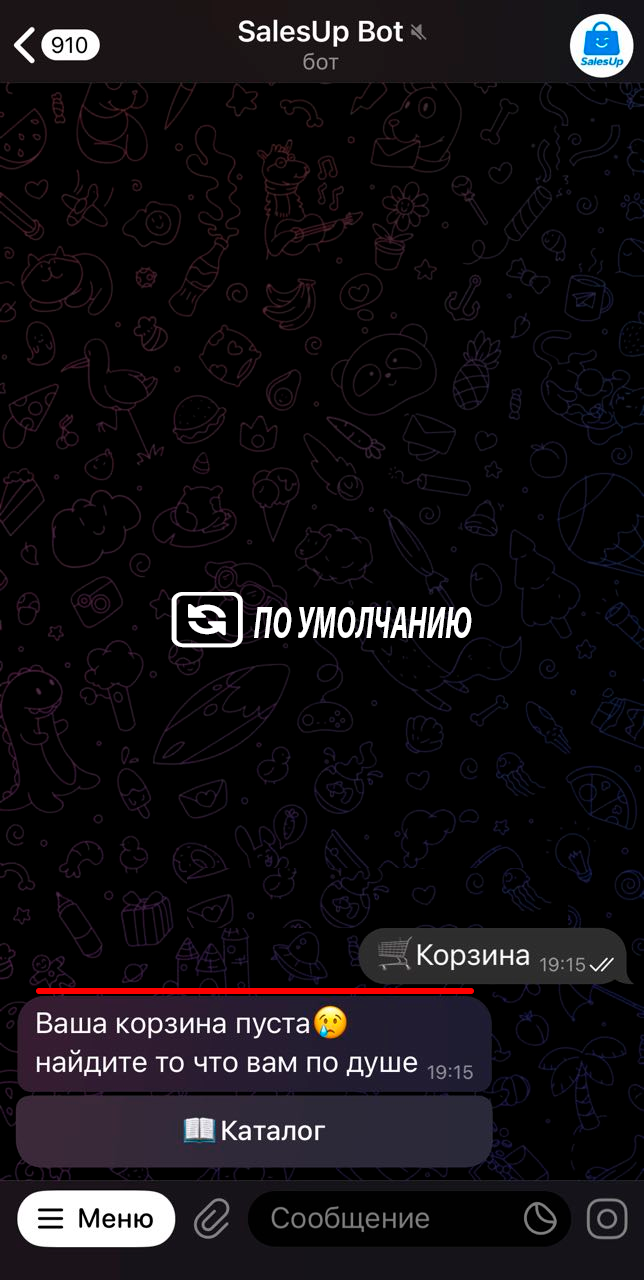 910
SalesUp Bot
бот
SalesUp
ПО УМОЛЧАНИЮ
🛒Корзина 19:15
Ваша корзина пуста😢
найдите то что вам по душе 19:15
📖Каталог
Меню
Сообщение